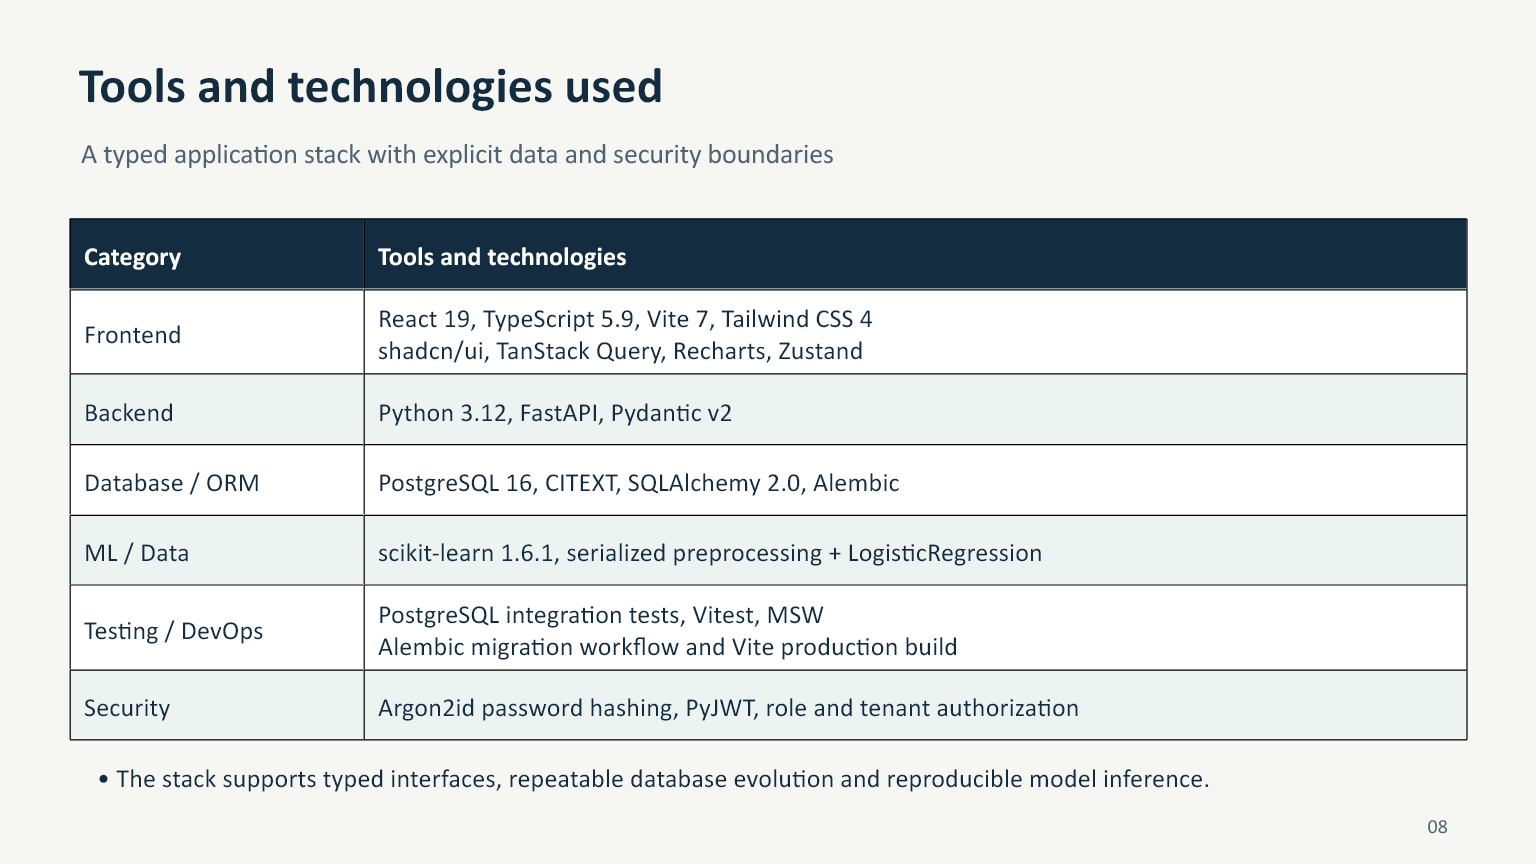 Tools and technologies used
A typed application stack with explicit data and security boundaries
Category
Tools and technologies
Frontend
React 19, TypeScript 5.9, Vite 7, Tailwind CSS 4
shadcn/ui, TanStack Query, Recharts, Zustand
Backend
Python 3.12, FastAPI, Pydantic v2
Database / ORM
PostgreSQL 16, CITEXT, SQLAlchemy 2.0, Alembic
ML / Data
scikit-learn 1.6.1, serialized preprocessing + LogisticRegression
Testing / DevOps
PostgreSQL integration tests, Vitest, MSW
Alembic migration workflow and Vite production build
Security
Argon2id password hashing, PyJWT, role and tenant authorization
• The stack supports typed interfaces, repeatable database evolution and reproducible model inference.
08